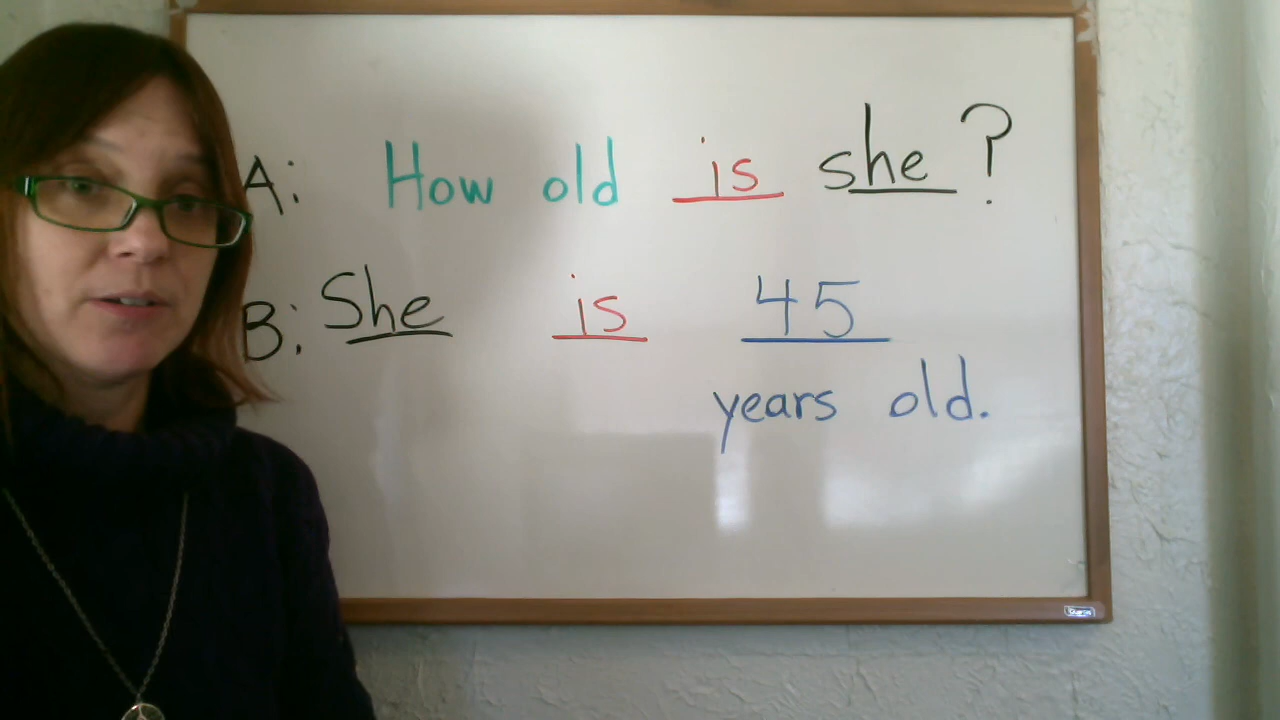 A: How old is she?
B: She is 45
years old.